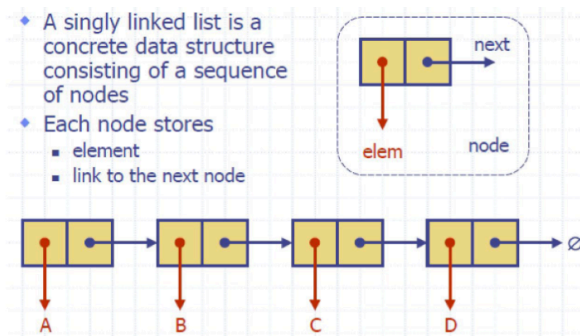 A singly linked list is a
concrete data structure
consisting of a sequence
of nodes
Each node stores
element
link to the next node
next
elem
node
∅
A
B
C
D